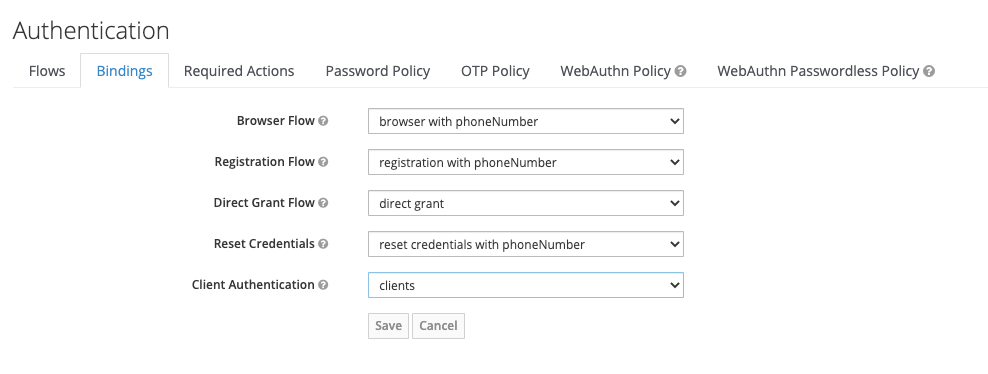 Authentication
Flows Bindings Required Actions Password Policy OTP Policy WebAuthn Policy WebAuthn Passwordless Policy
Browser Flow browser with phoneNumber
Registration Flow registration with phoneNumber
Direct Grant Flow direct grant
Reset Credentials reset credentials with phoneNumber
Client Authentication clients
Save Cancel